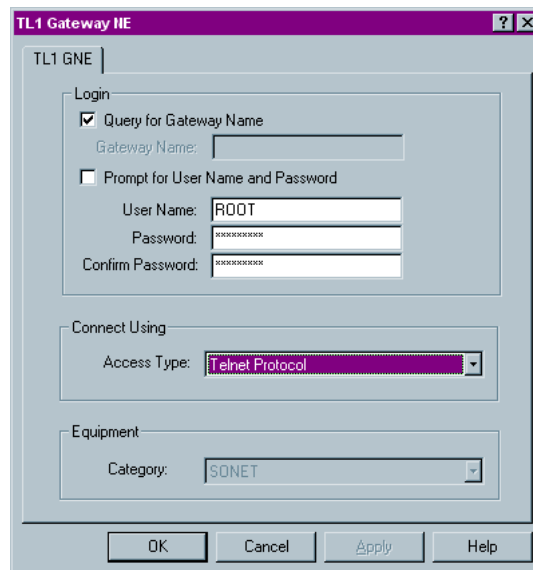 TL1 Gateway NE
TL1 GNE
Login
Query for Gateway Name
Gateway Name:
Prompt for User Name and Password
User Name: ROOT
Password: *********
Confirm Password: *********
Connect Using
Access Type: Telnet Protocol
Equipment
Category: SONET
OK Cancel Apply Help